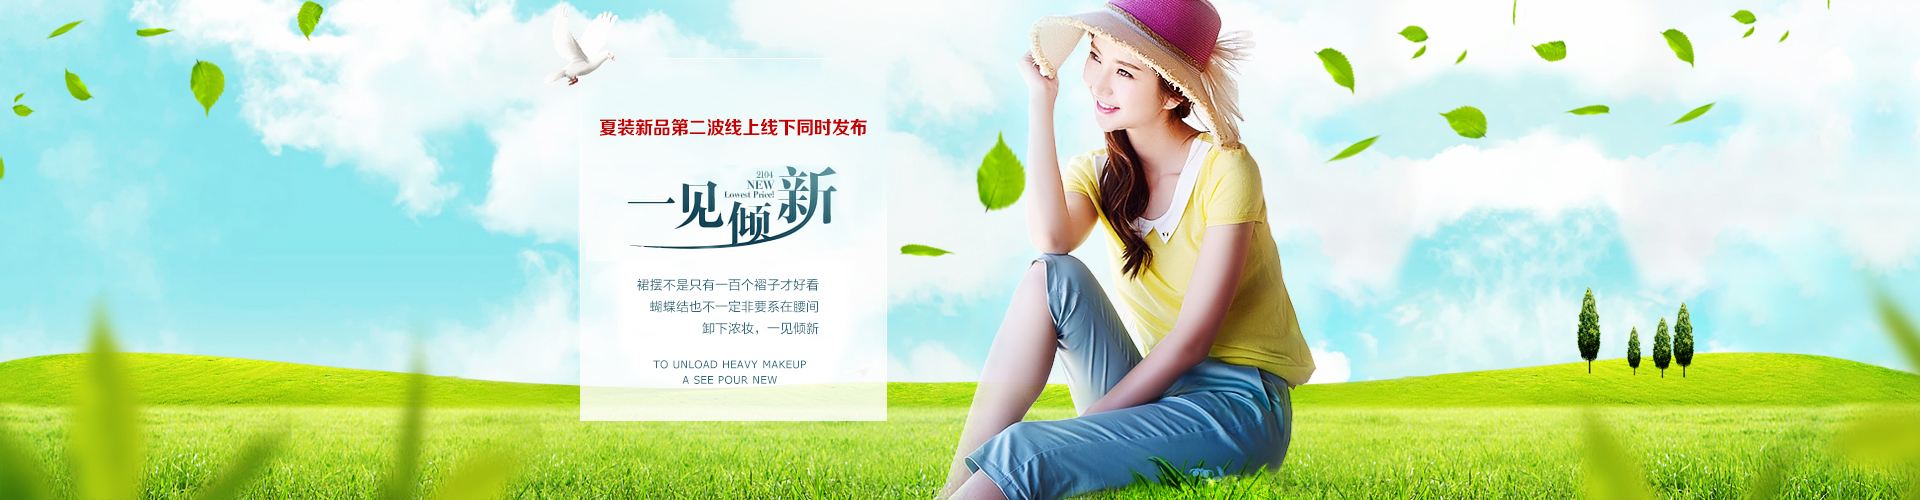 夏装新品第二波线上线下同时发布
2104
NEW
Lowest Price!
一见倾新
裙摆不是只有一百个褶子才好看
蝴蝶结也不一定非要系在腰间
卸下浓妆，一见倾新
TO UNLOAD HEAVY MAKEUP
A SEE POUR NEW